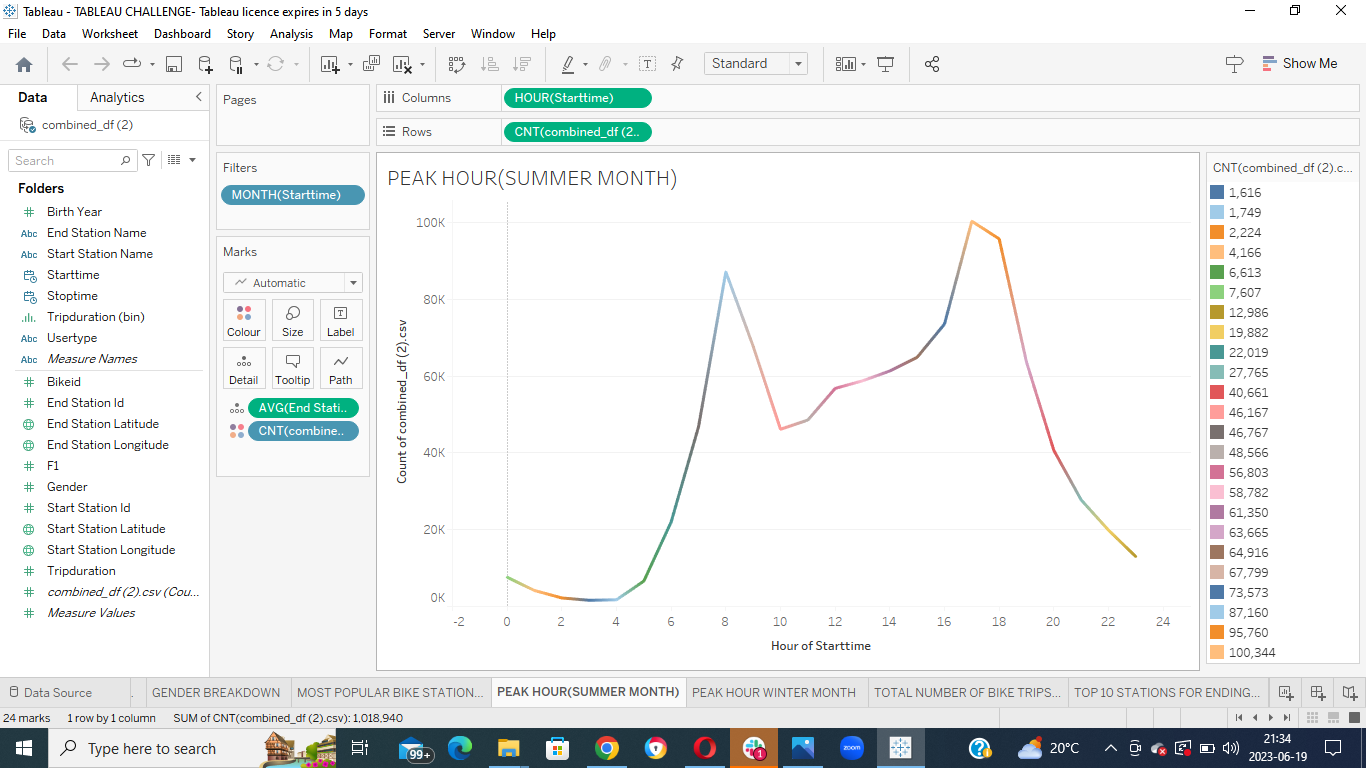 Tableau - TABLEAU CHALLENGE- Tableau licence expires in 5 days
File Data Worksheet Dashboard Story Analysis Map Format Server Window Help
Standard
Show Me
Data Analytics
combined_df (2)
Search
Folders
Birth Year
Abc End Station Name
Abc Start Station Name
Starttime
Stoptime
Tripduration (bin)
Abc Usertype
Abc Measure Names
Bikeid
End Station Id
End Station Latitude
End Station Longitude
F1
Gender
Start Station Id
Start Station Latitude
Start Station Longitude
Tripduration
combined_df (2).csv (Cou...
Measure Values
Pages
Filters
MONTH(Starttime)
Marks
Automatic
Colour Size Label
Detail Tooltip Path
AVG(End Stati..
CNT(combine..
Columns HOUR(Starttime)
Rows CNT(combined_df (2..
PEAK HOUR(SUMMER MONTH)
Count of combined_df (2).csv
100K
80K
60K
40K
20K
0K
-2 0 2 4 6 8 10 12 14 16 18 20 22 24
Hour of Starttime
CNT(combined_df (2).c...
1,616
1,749
2,224
4,166
6,613
7,607
12,986
19,882
22,019
27,765
40,661
46,167
46,767
48,566
56,803
58,782
61,350
63,665
64,916
67,799
73,573
87,160
95,760
100,344
Data Source GENDER BREAKDOWN MOST POPULAR BIKE STATION... PEAK HOUR(SUMMER MONTH) PEAK HOUR WINTER MONTH TOTAL NUMBER OF BIKE TRIPS... TOP 10 STATIONS FOR ENDING...
24 marks 1 row by 1 column SUM of CNT(combined_df (2).csv): 1,018,940
Type here to search
99+
1
zoom
20°C
21:34
2023-06-19